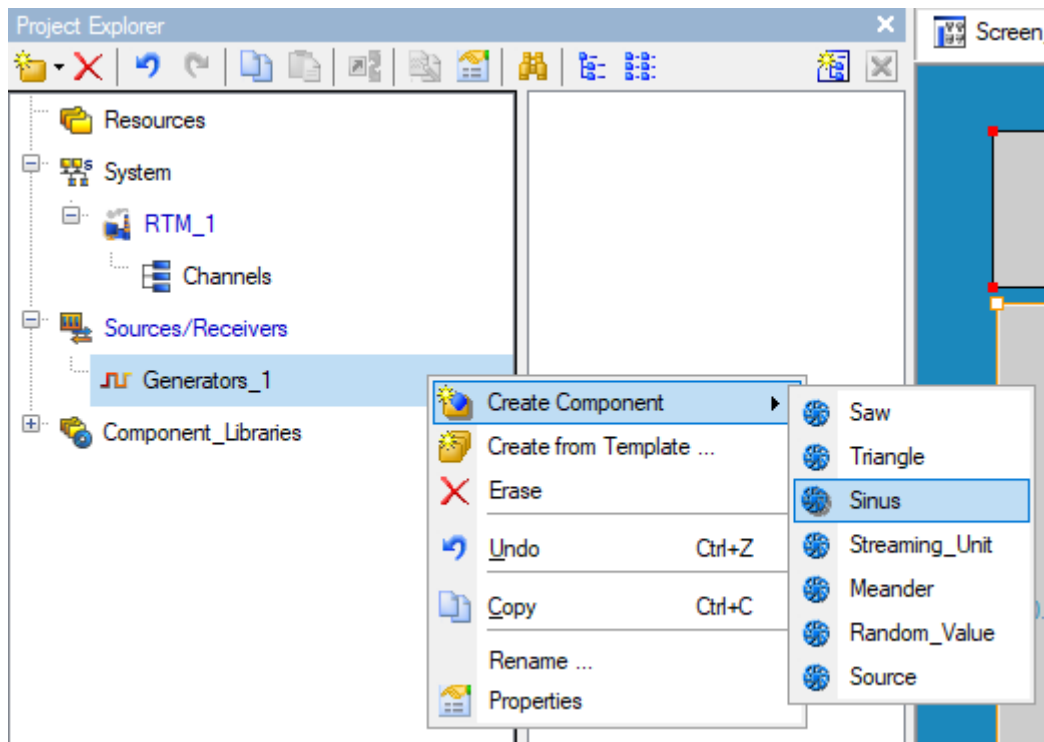 Project Explorer
Screen_
Resources
System
RTM_1
Channels
Sources/Receivers
Generators_1
Component_Libraries
Create Component
Create from Template ...
Erase
Undo Ctrl+Z
Copy Ctrl+C
Rename ...
Properties
Saw
Triangle
Sinus
Streaming_Unit
Meander
Random_Value
Source